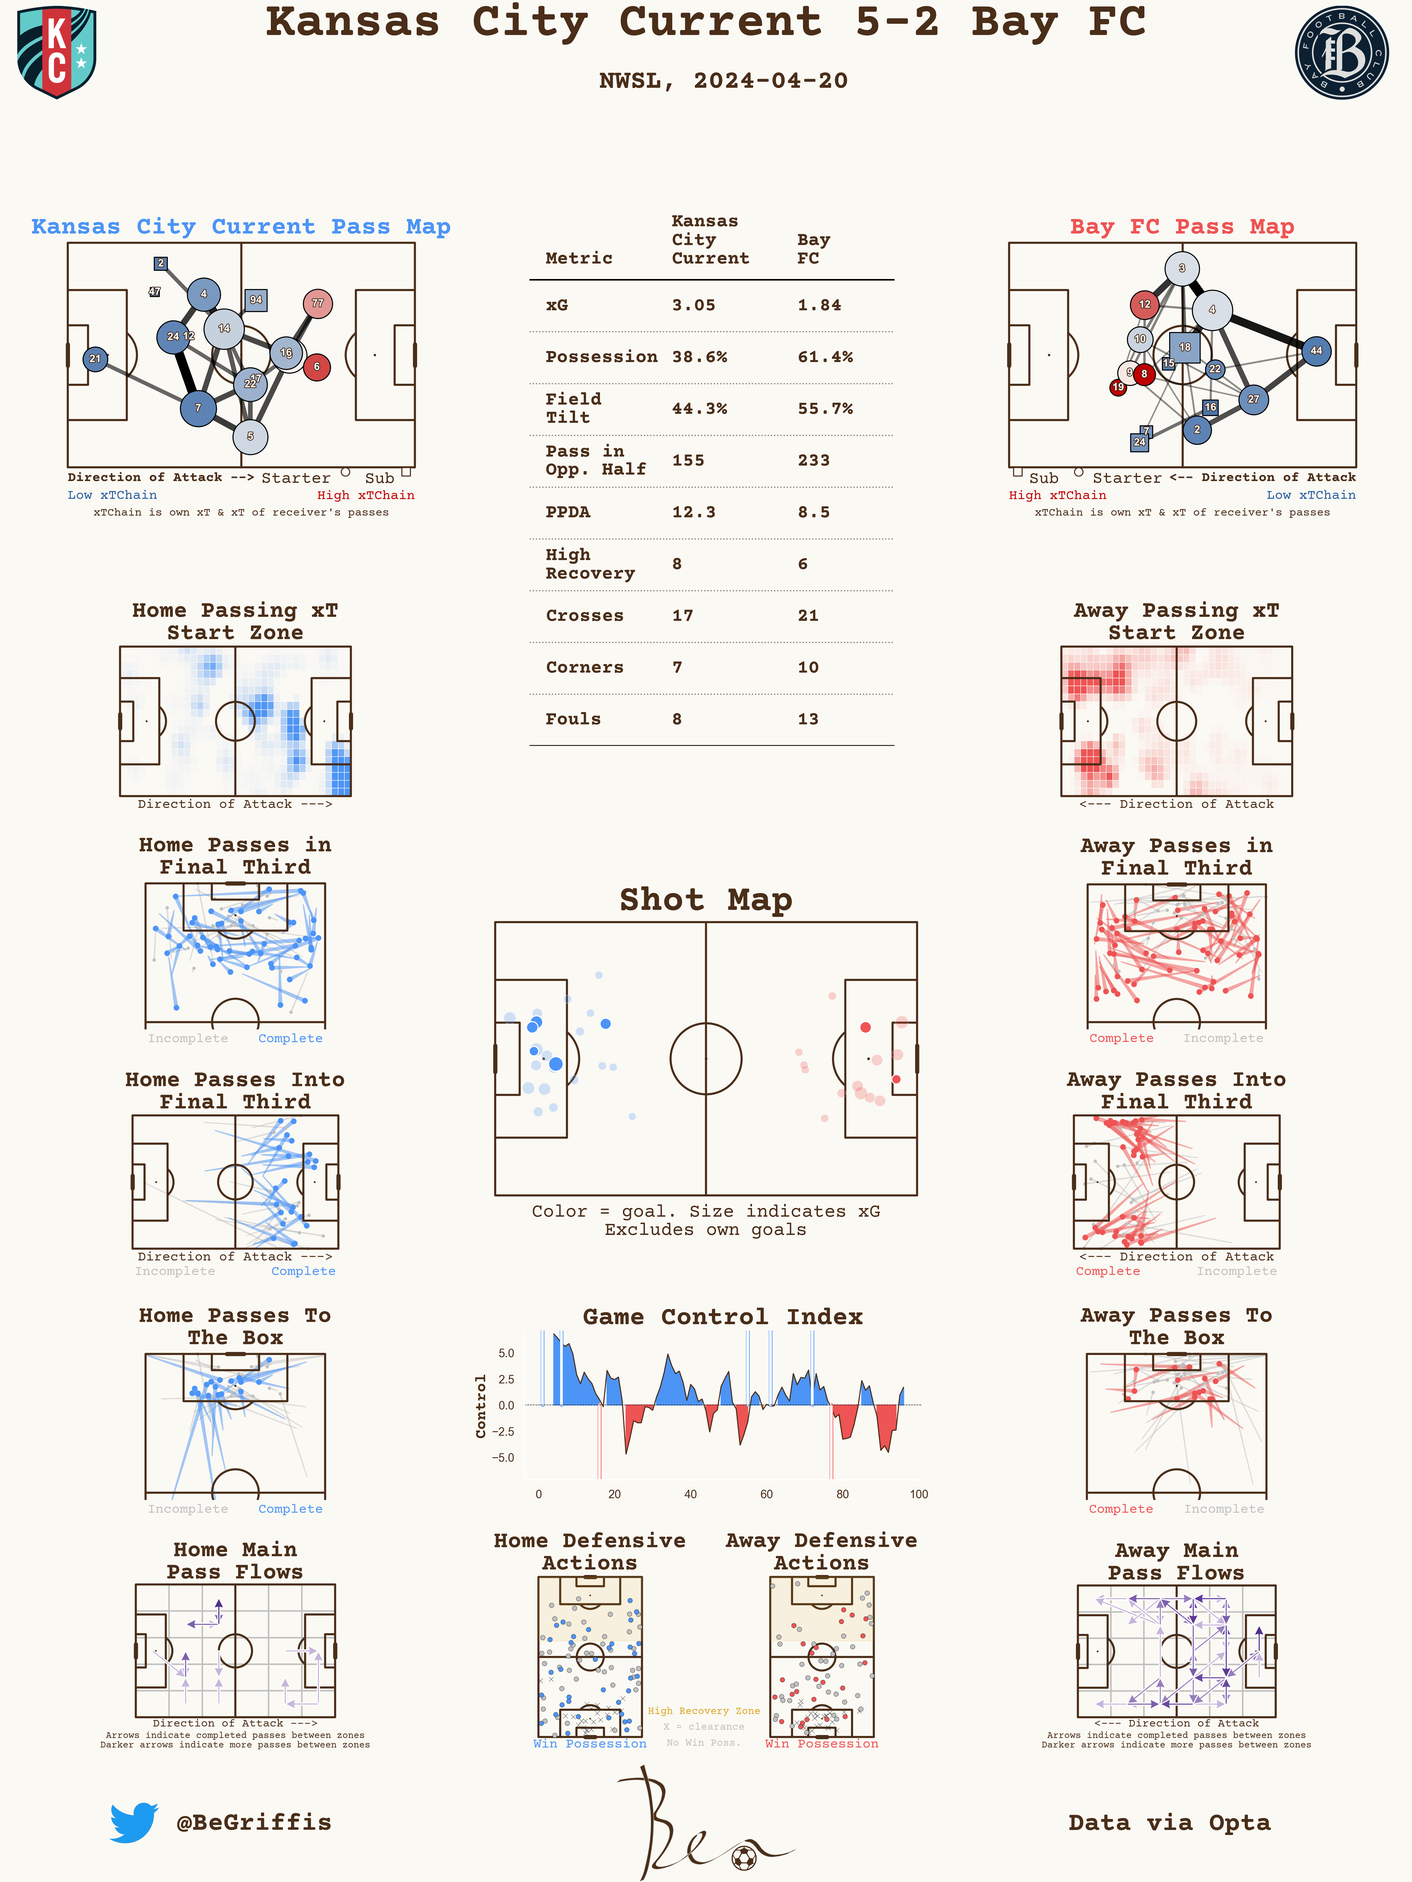 Kansas City Current 5-2 Bay FC
NWSL, 2024-04-20
KC
BAY FOOTBALL CLUB
B
Kansas City Current Pass Map
2
47
4
94
77
24
12
14
16
6
21
17
22
7
5
Direction of Attack --> Starter Sub
Low xTChain High xTChain
xTChain is own xT & xT of receiver's passes
Metric Kansas City Current Bay FC
xG 3.05 1.84
Possession 38.6% 61.4%
Field Tilt 44.3% 55.7%
Pass in Opp. Half 155 233
PPDA 12.3 8.5
High Recovery 8 6
Crosses 17 21
Corners 7 10
Fouls 8 13
Bay FC Pass Map
3
12
4
10
18
44
15
9
8
22
19
16
27
7
2
24
Sub Starter <-- Direction of Attack
High xTChain Low xTChain
xTChain is own xT & xT of receiver's passes
Home Passing xT
Start Zone
Direction of Attack --->
Away Passing xT
Start Zone
<--- Direction of Attack
Home Passes in
Final Third
Incomplete Complete
Away Passes in
Final Third
Complete Incomplete
Shot Map
Color = goal. Size indicates xG
Excludes own goals
Home Passes Into
Final Third
Direction of Attack --->
Incomplete Complete
Away Passes Into
Final Third
<--- Direction of Attack
Complete Incomplete
Home Passes To
The Box
Incomplete Complete
Game Control Index
Control
5.0
2.5
0.0
−2.5
−5.0
0 20 40 60 80 100
Away Passes To
The Box
Complete Incomplete
Home Main
Pass Flows
Direction of Attack --->
Arrows indicate completed passes between zones
Darker arrows indicate more passes between zones
Home Defensive
Actions
Win Possession
High Recovery Zone
X = clearance
No Win Poss.
Away Defensive
Actions
Win Possession
Away Main
Pass Flows
<--- Direction of Attack
Arrows indicate completed passes between zones
Darker arrows indicate more passes between zones
@BeGriffis
Ben
Data via Opta